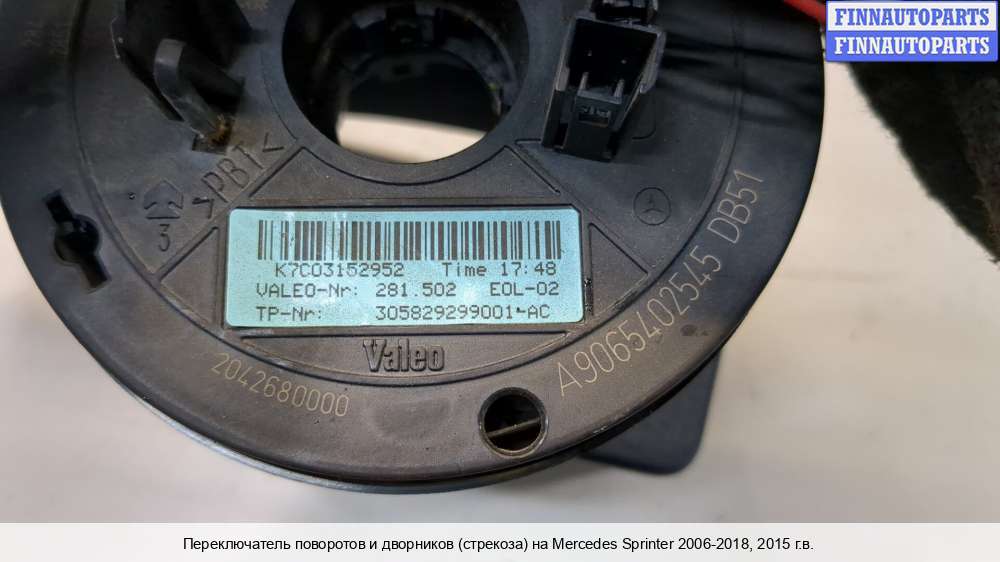 FINNAUTOPARTS
FINNAUTOPARTS
>PBT<
3
K7C03152952 Time 17:48
VALEO-Nr: 281.502 EOL-02
TP-Nr: 305829299001-AC
Valeo
2042680000
A9065402545 DB51
Переключатель поворотов и дворников (стрекоза) на Mercedes Sprinter 2006-2018, 2015 г.в.